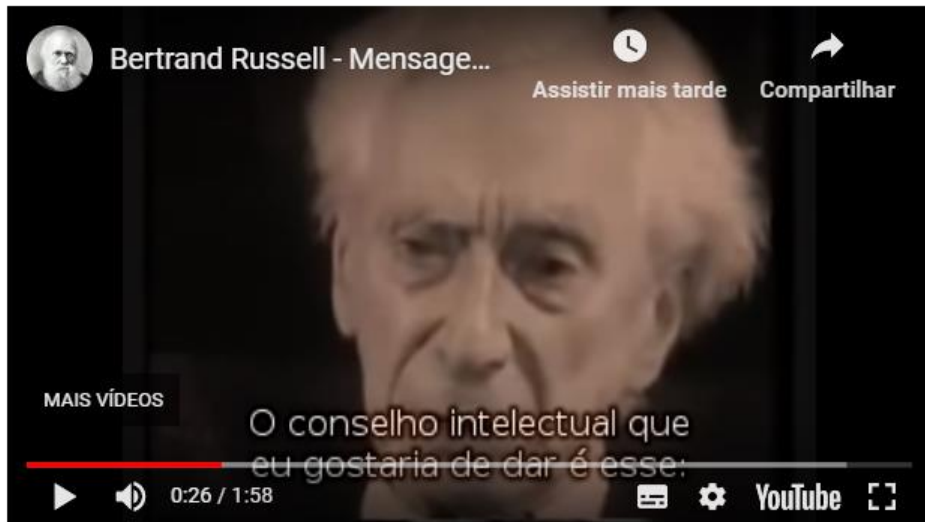 Bertrand Russell - Mensage...
Assistir mais tarde
Compartilhar
MAIS VÍDEOS
O conselho intelectual que
eu gostaria de dar é esse:
0:26 / 1:58
YouTube